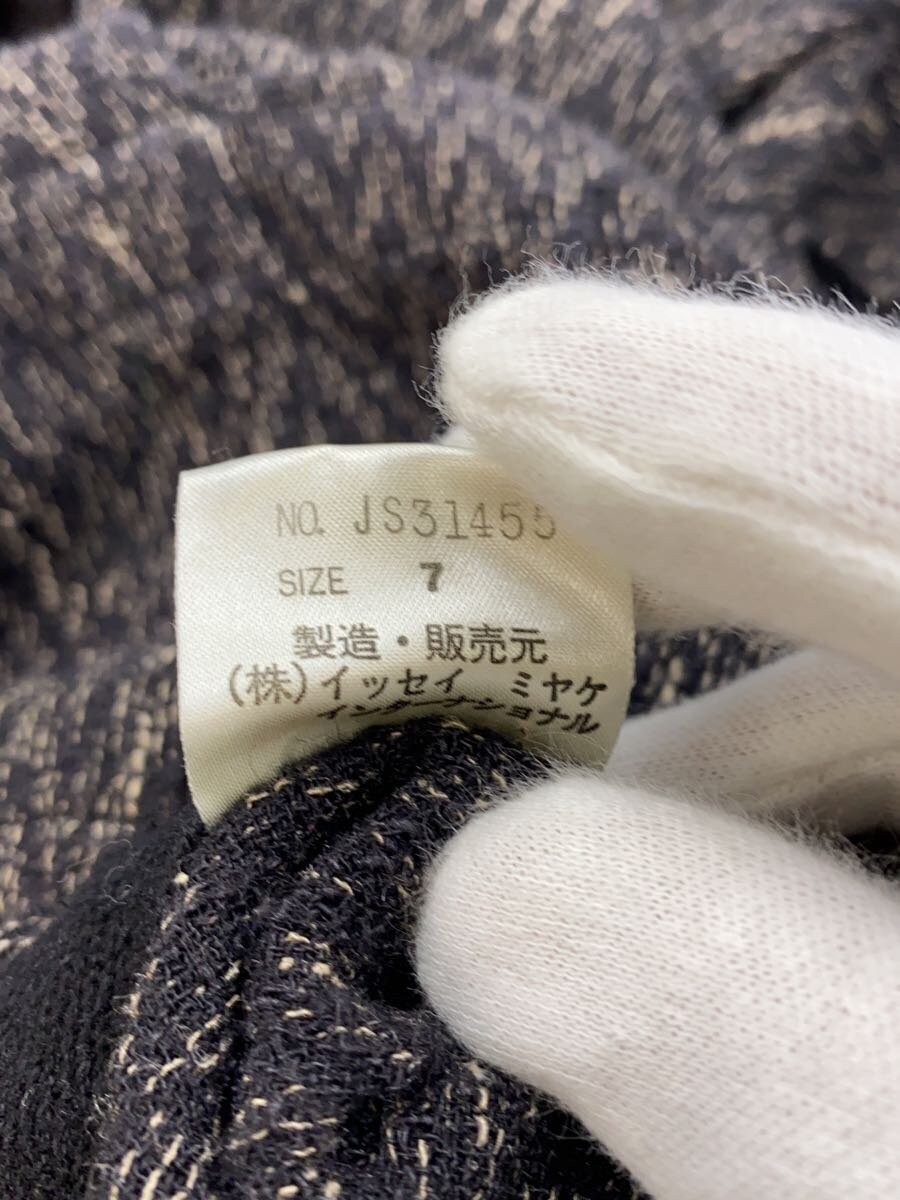 NO. JS31455
SIZE 7
製造・販売元
(株)イッセイ ミヤケ
インターナショナル